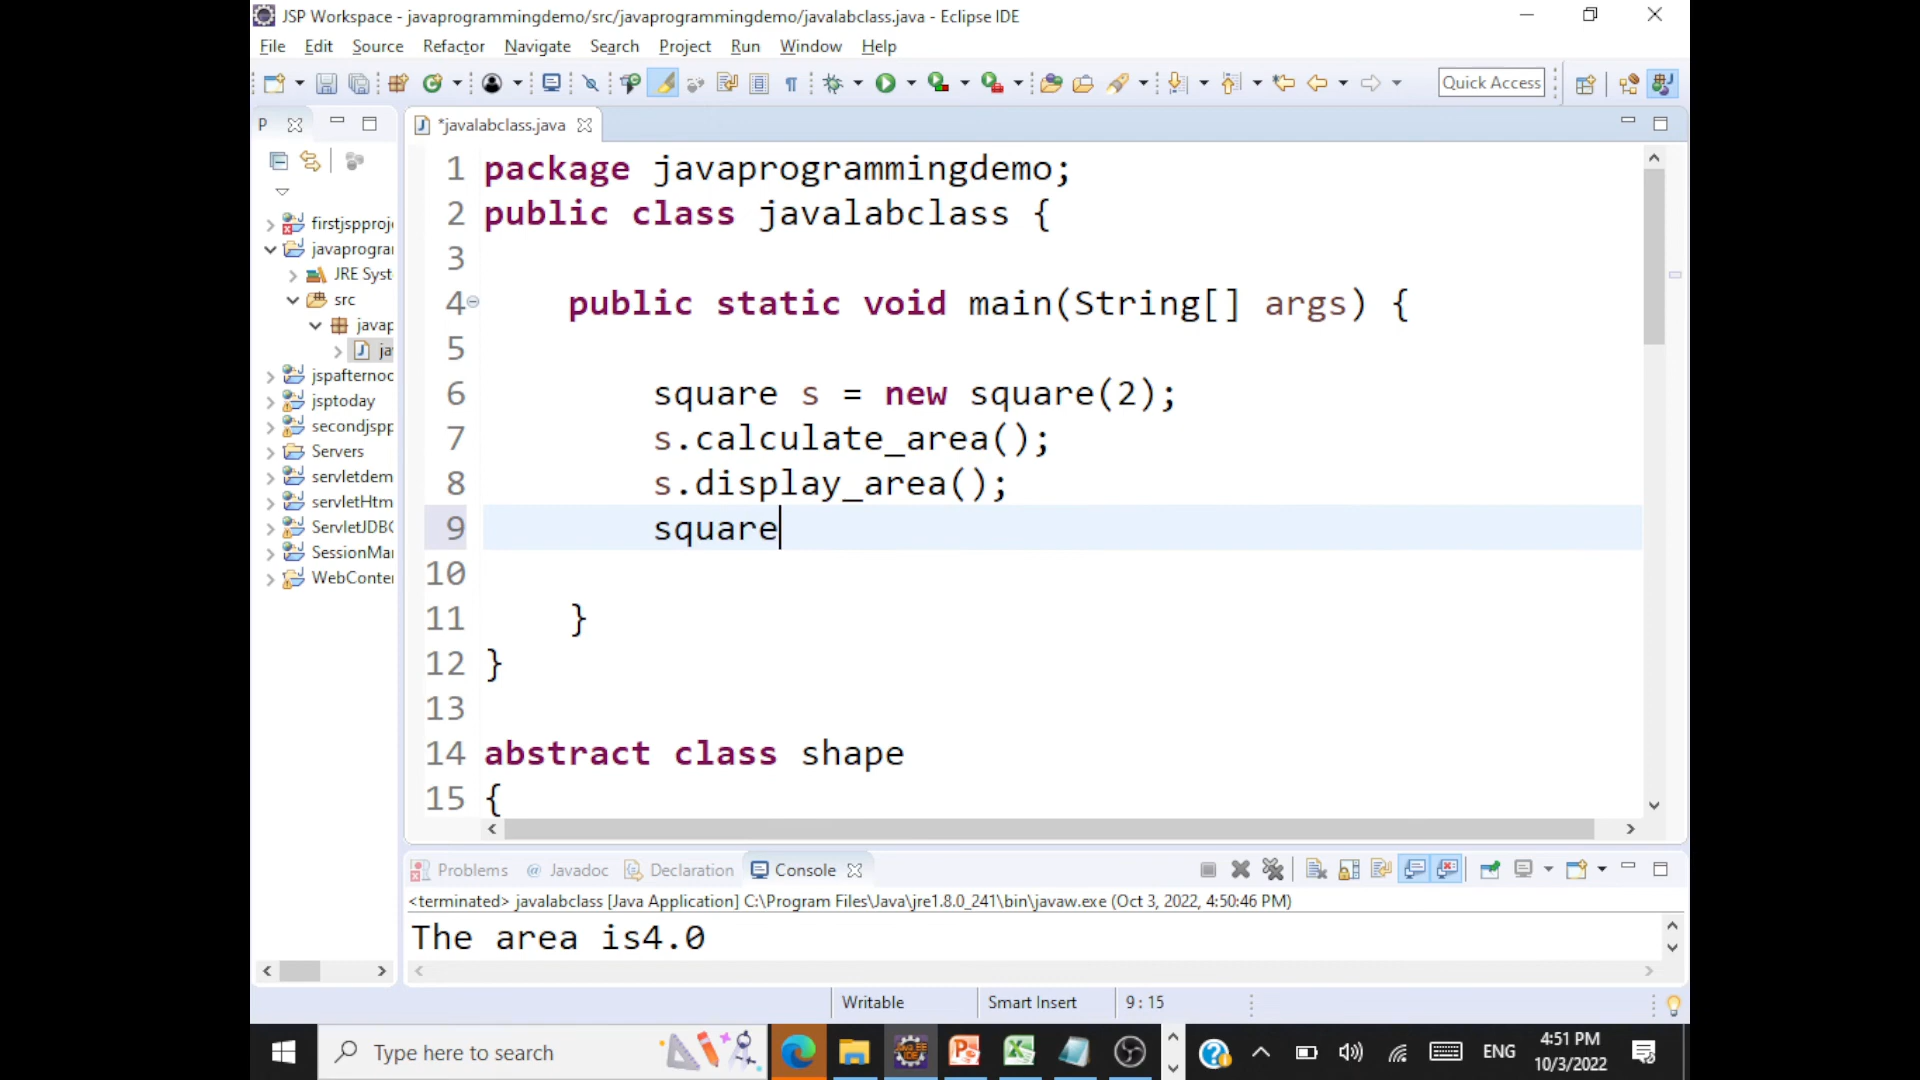 JSP Workspace - javaprogrammingdemo/src/javaprogrammingdemo/javalabclass.java - Eclipse IDE
File Edit Source Refactor Navigate Search Project Run Window Help
Quick Access
P
*javalabclass.java
firstjspproj
javaprogra
JRE Syst
src
javap
ja
jspafternoc
jsptoday
secondjspp
Servers
servletdem
servletHtm
ServletJDBC
SessionMa
WebConte
1 package javaprogrammingdemo;
2 public class javalabclass {
3
4 public static void main(String[] args) {
5
6 square s = new square(2);
7 s.calculate_area();
8 s.display_area();
9 square
10
11 }
12 }
13
14 abstract class shape
15 {
Problems @ Javadoc Declaration Console
<terminated> javalabclass [Java Application] C:\Program Files\Java\jre1.8.0_241\bin\javaw.exe (Oct 3, 2022, 4:50:46 PM)
The area is4.0
Writable Smart Insert 9 : 15
Type here to search
ENG
4:51 PM
10/3/2022